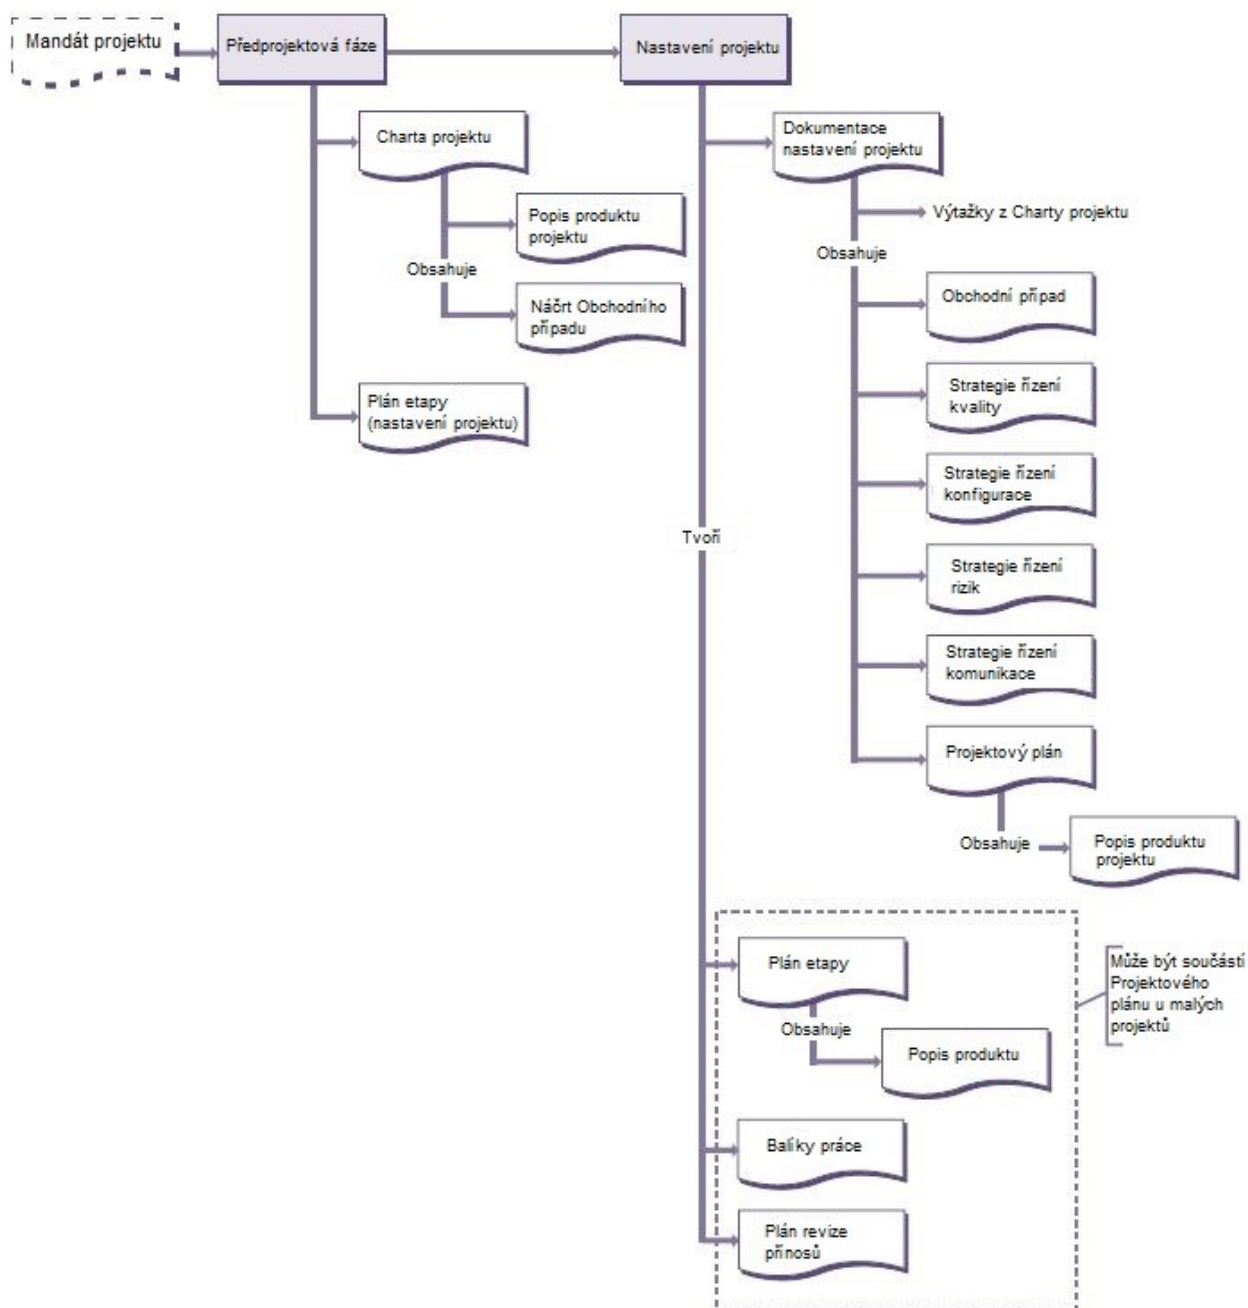 Mandát projektu
Předprojektová fáze
Nastavení projektu
Charta projektu
Popis produktu
projektu
Obsahuje
Náčrt Obchodního
případu
Plán etapy
(nastavení projektu)
Tvoří
Dokumentace
nastavení projektu
Výtažky z Charty projektu
Obsahuje
Obchodní případ
Strategie řízení
kvality
Strategie řízení
konfigurace
Strategie řízení
rizik
Strategie řízení
komunikace
Projektový plán
Obsahuje
Popis produktu
projektu
Plán etapy
Obsahuje
Popis produktu
Balíky práce
Plán revize
přínosů
Může být součástí
Projektového
plánu u malých
projektů